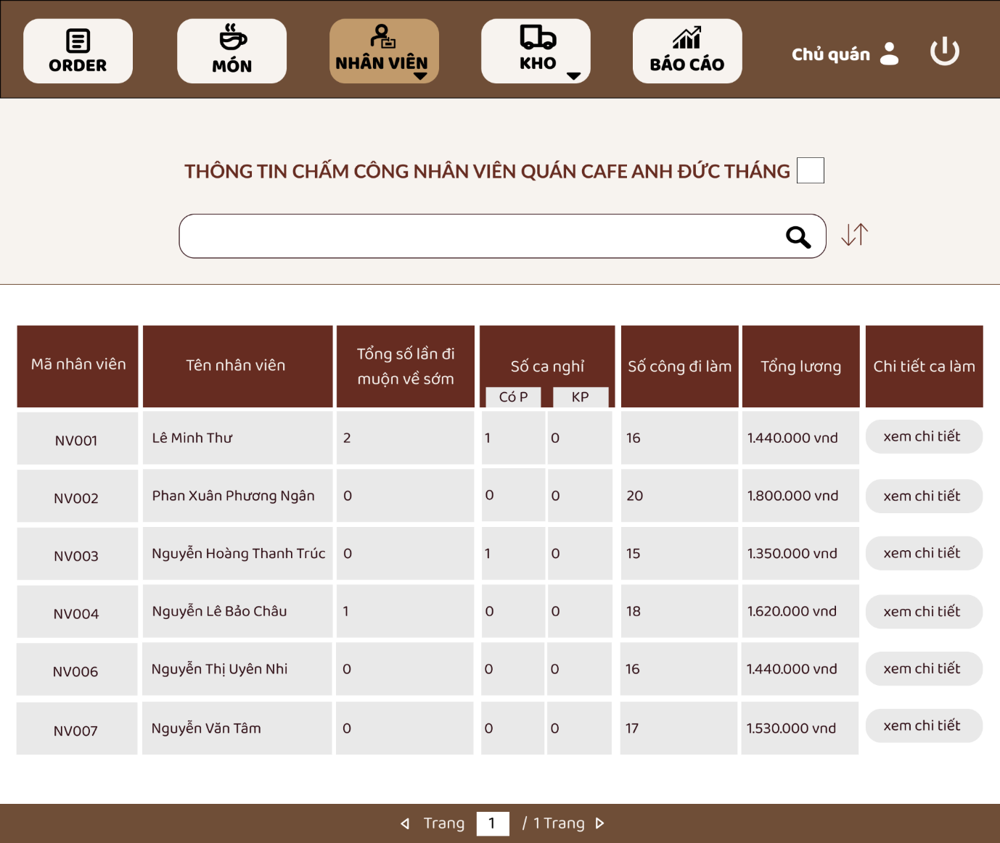 ORDER
MÓN
NHÂN VIÊN
KHO
BÁO CÁO
Chủ quán
THÔNG TIN CHẤM CÔNG NHÂN VIÊN QUÁN CAFE ANH ĐỨC THÁNG
Mã nhân viên
Tên nhân viên
Tổng số lần đi
muộn về sớm
Số ca nghỉ
Có P
KP
Số công đi làm
Tổng lương
Chi tiết ca làm
NV001 Lê Minh Thư 2 1 0 16 1.440.000 vnd xem chi tiết
NV002 Phan Xuân Phương Ngân 0 0 0 20 1.800.000 vnd xem chi tiết
NV003 Nguyễn Hoàng Thanh Trúc 0 1 0 15 1.350.000 vnd xem chi tiết
NV004 Nguyễn Lê Bảo Châu 1 0 0 18 1.620.000 vnd xem chi tiết
NV006 Nguyễn Thị Uyên Nhi 0 0 0 16 1.440.000 vnd xem chi tiết
NV007 Nguyễn Văn Tâm 0 0 0 17 1.530.000 vnd xem chi tiết
Trang 1 / 1 Trang